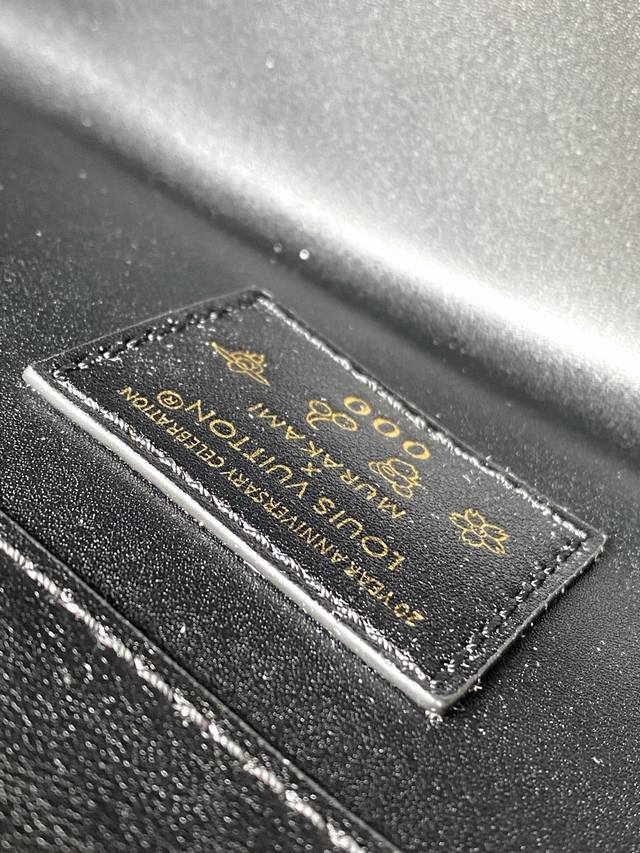 20 YEAR ANNIVERSARY CELEBRATION
LOUIS VUITTON®
×
MURAKAMI
000